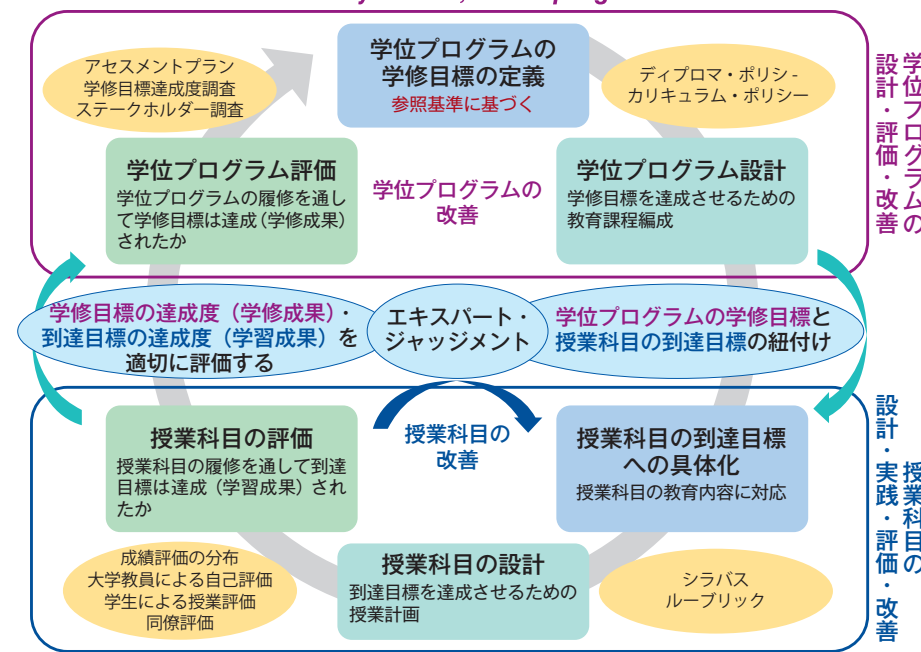 学位プログラムの
学修目標の定義
参照基準に基づく
アセスメントプラン
学修目標達成度調査
ステークホルダー調査
ディプロマ・ポリシ -
カリキュラム・ポリシー
学位プログラム評価
学位プログラムの履修を通し
て学修目標は達成（学修成果）
されたか
学位プログラムの
改善
学位プログラム設計
学修目標を達成させるための
教育課程編成
学位プログラムの
設計・評価・改善
学修目標の達成度（学修成果）・
到達目標の達成度（学習成果）を
適切に評価する
エキスパート・
ジャッジメント
学位プログラムの学修目標と
授業科目の到達目標の紐付け
授業科目の評価
授業科目の履修を通して到達
目標は達成（学習成果）され
たか
授業科目の
改善
授業科目の到達目標
への具体化
授業科目の教育内容に対応
授業科目の
設計・実践・評価・改善
成績評価の分布
大学教員による自己評価
学生による授業評価
同僚評価
授業科目の設計
到達目標を達成させるための
授業計画
シラバス
ルーブリック